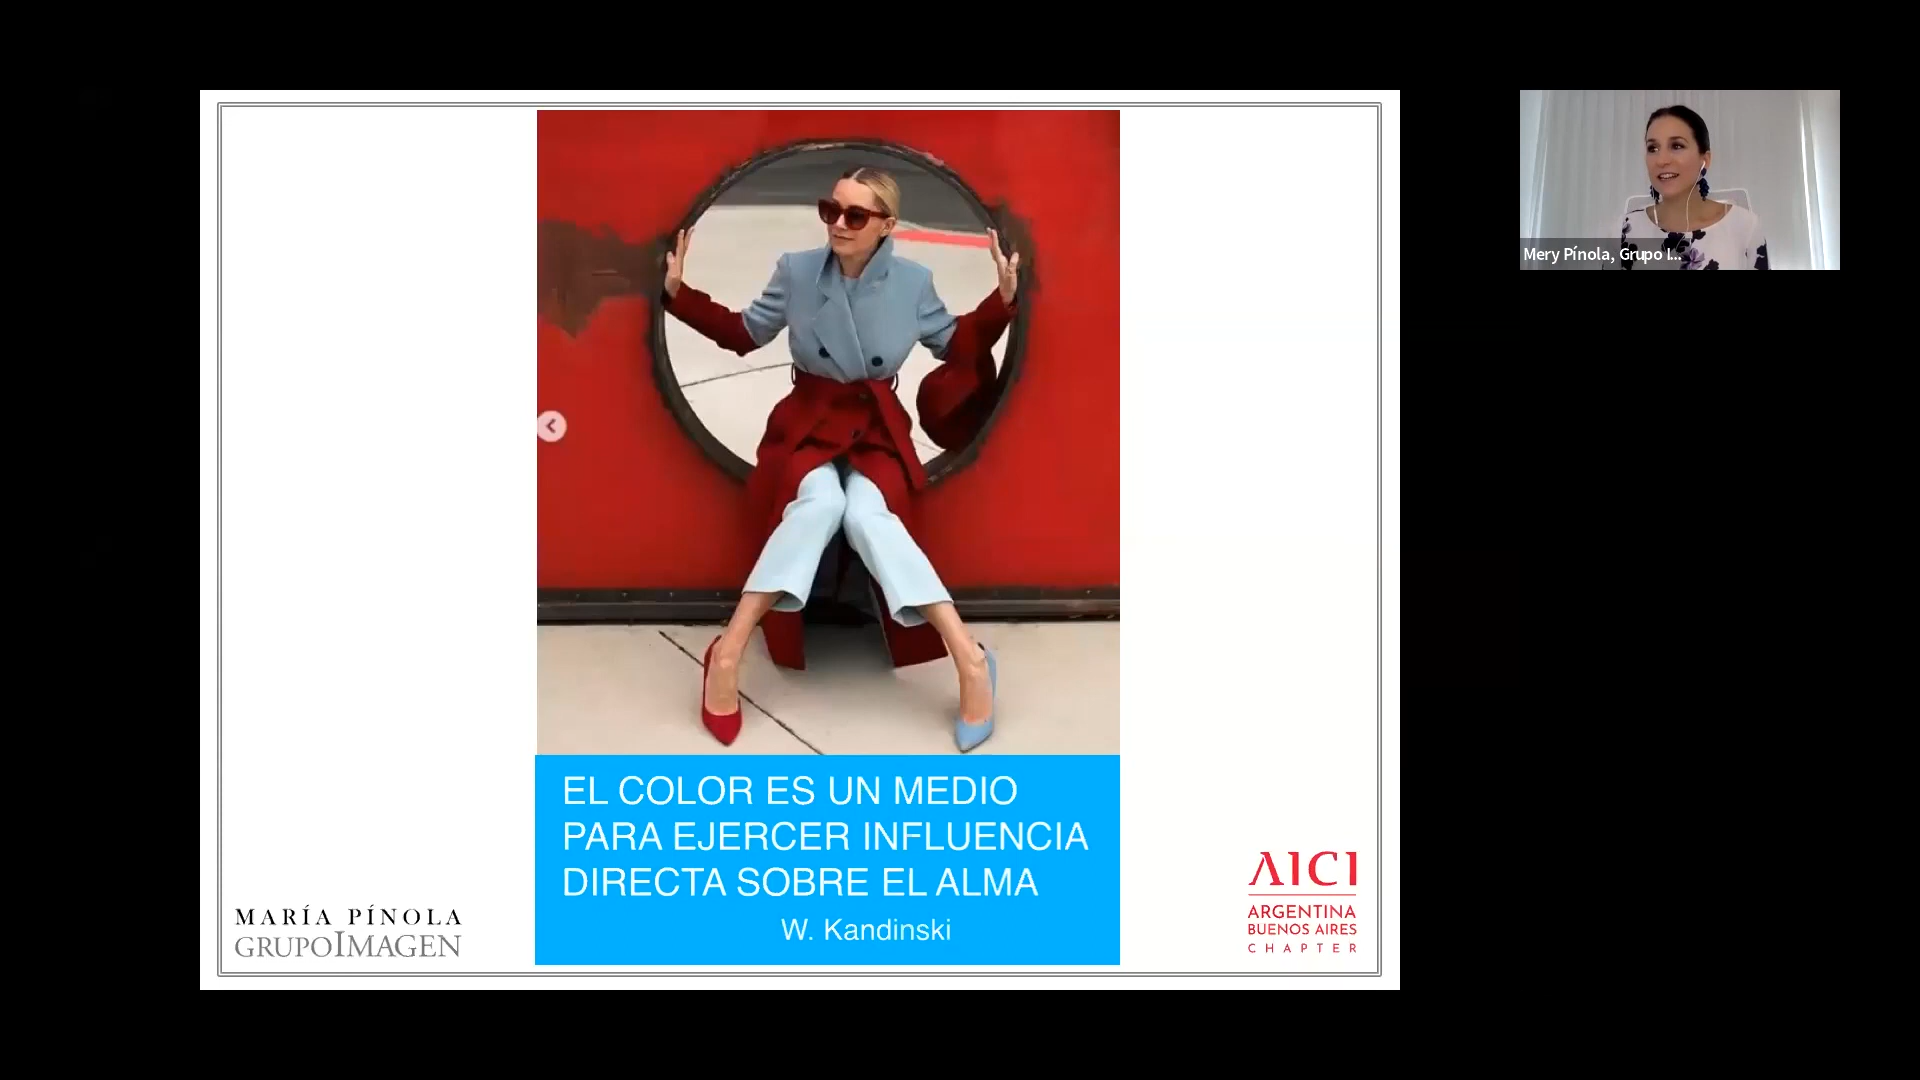 Mery Pínola, Grupo I...
EL COLOR ES UN MEDIO
PARA EJERCER INFLUENCIA
DIRECTA SOBRE EL ALMA
W. Kandinski
MARÍA PÍNOLA
GRUPOIMAGEN
AICI
ARGENTINA
BUENOS AIRES
CHAPTER